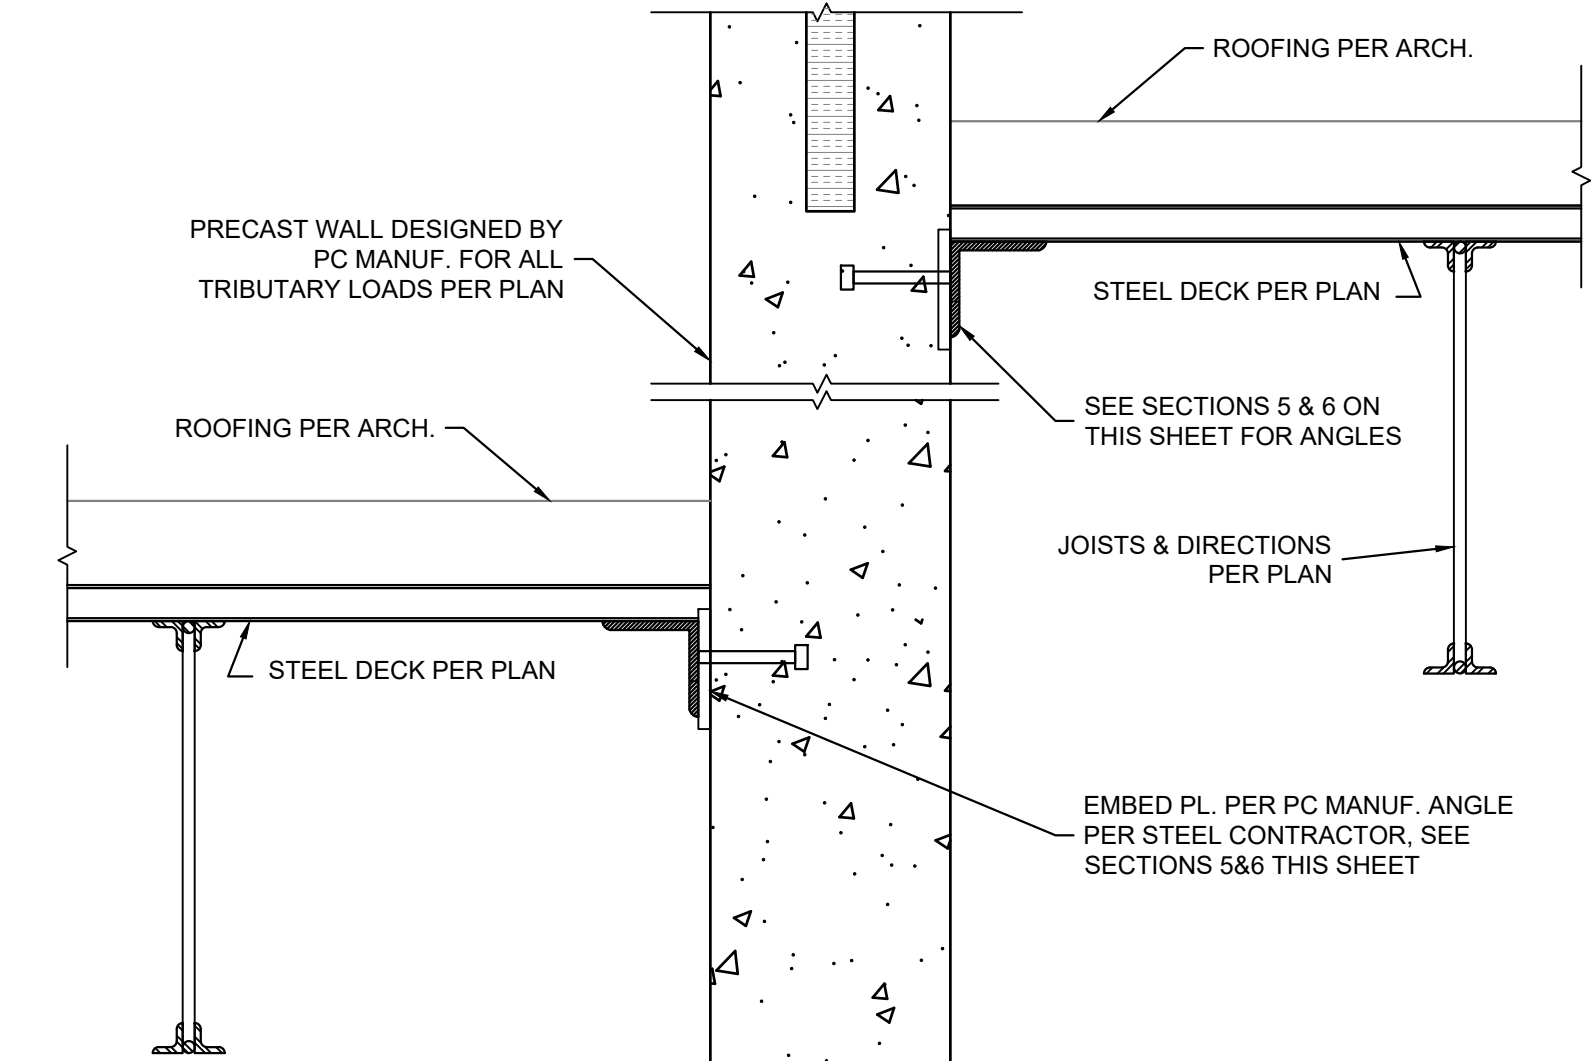 ROOFING PER ARCH.
PRECAST WALL DESIGNED BY
PC MANUF. FOR ALL
TRIBUTARY LOADS PER PLAN
STEEL DECK PER PLAN
SEE SECTIONS 5 & 6 ON
THIS SHEET FOR ANGLES
ROOFING PER ARCH.
JOISTS & DIRECTIONS
PER PLAN
STEEL DECK PER PLAN
EMBED PL. PER PC MANUF. ANGLE
PER STEEL CONTRACTOR, SEE
SECTIONS 5&6 THIS SHEET